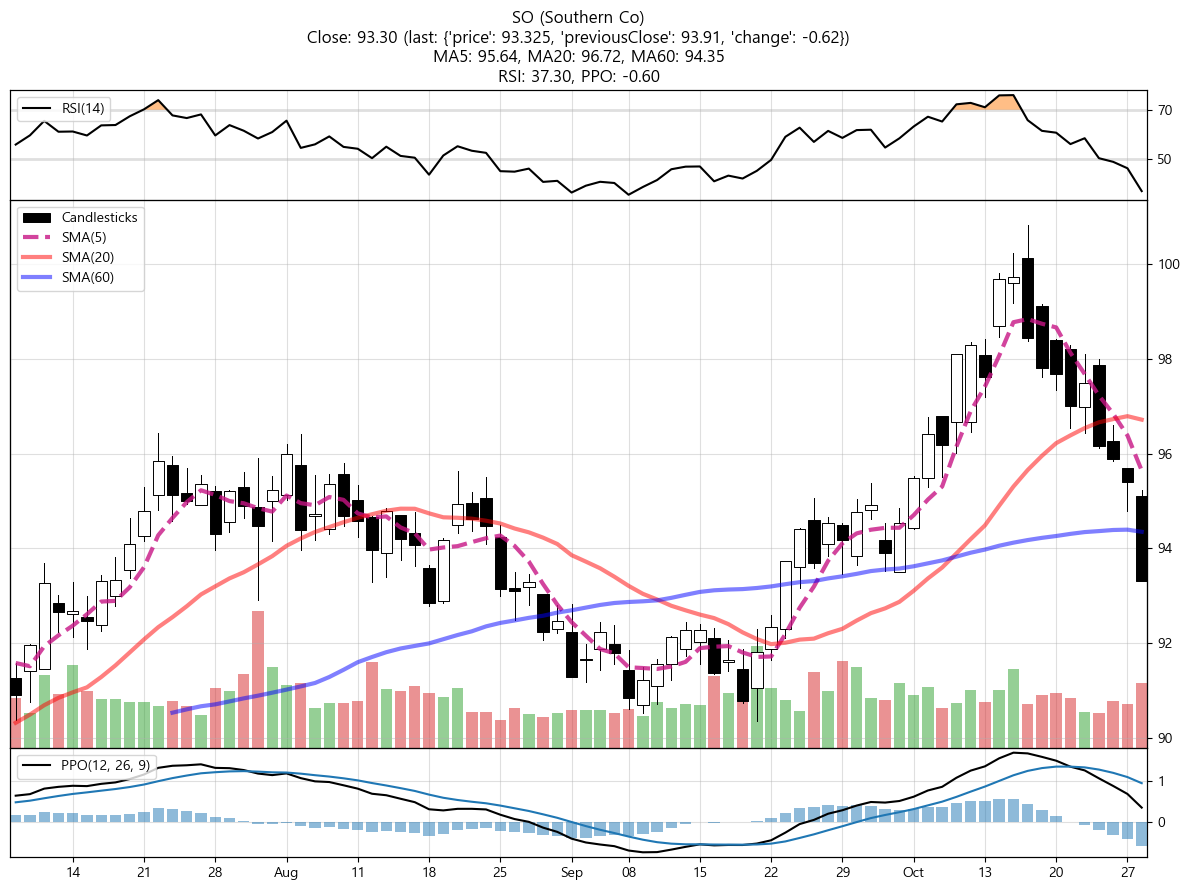 SO (Southern Co)
Close: 93.30 (last: {'price': 93.325, 'previousClose': 93.91, 'change': -0.62})
MA5: 95.64, MA20: 96.72, MA60: 94.35
RSI: 37.30, PPO: -0.60
RSI(14)
70
50
Candlesticks
SMA(5)
SMA(20)
SMA(60)
100
98
96
94
92
90
PPO(12, 26, 9)
1
0
14 21 28 Aug 11 18 25 Sep 08 15 22 29 Oct 13 20 27